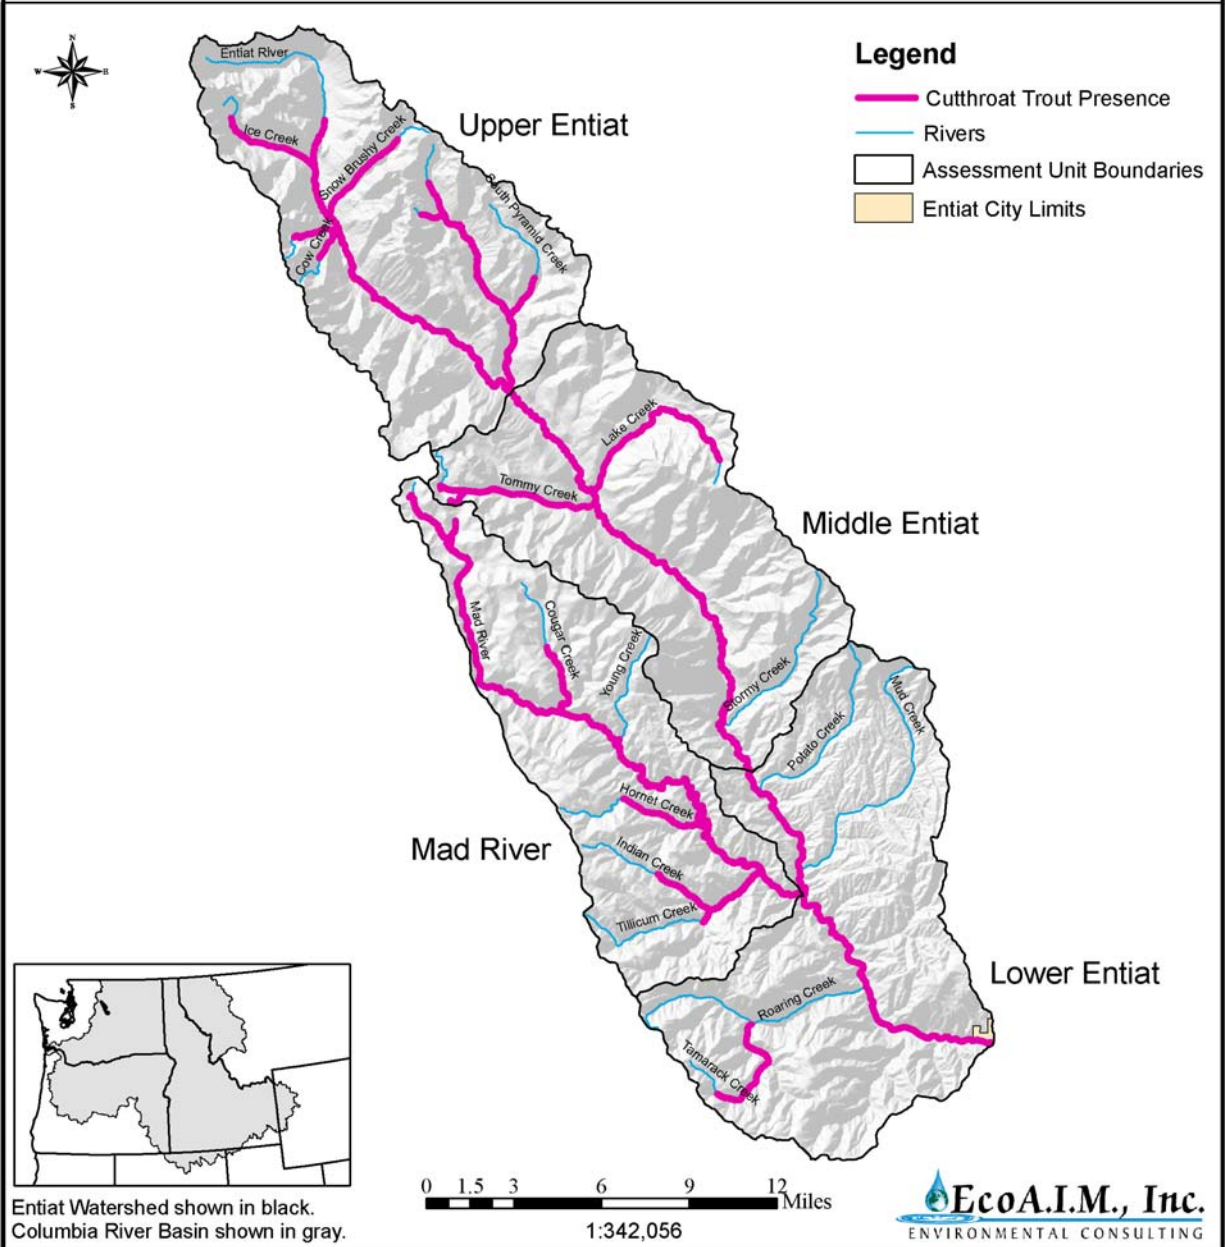 N
W
E
S
Legend
Cutthroat Trout Presence
Rivers
Assessment Unit Boundaries
Entiat City Limits
Entiat River
Ice Creek
Snow Brushy Creek
Upper Entiat
South Pyramid Creek
Cow Creek
Lake Creek
Tommy Creek
Middle Entiat
Mad River
Cougar Creek
Young Creek
Stormy Creek
Potato Creek
Mud Creek
Hornet Creek
Mad River
Indian Creek
Tillicum Creek
Lower Entiat
Roaring Creek
Tamarack Creek
0 1.5 3 6 9 12
Miles
1:342,056
Entiat Watershed shown in black.
Columbia River Basin shown in gray.
EcoA.I.M., Inc.
ENVIRONMENTAL CONSULTING